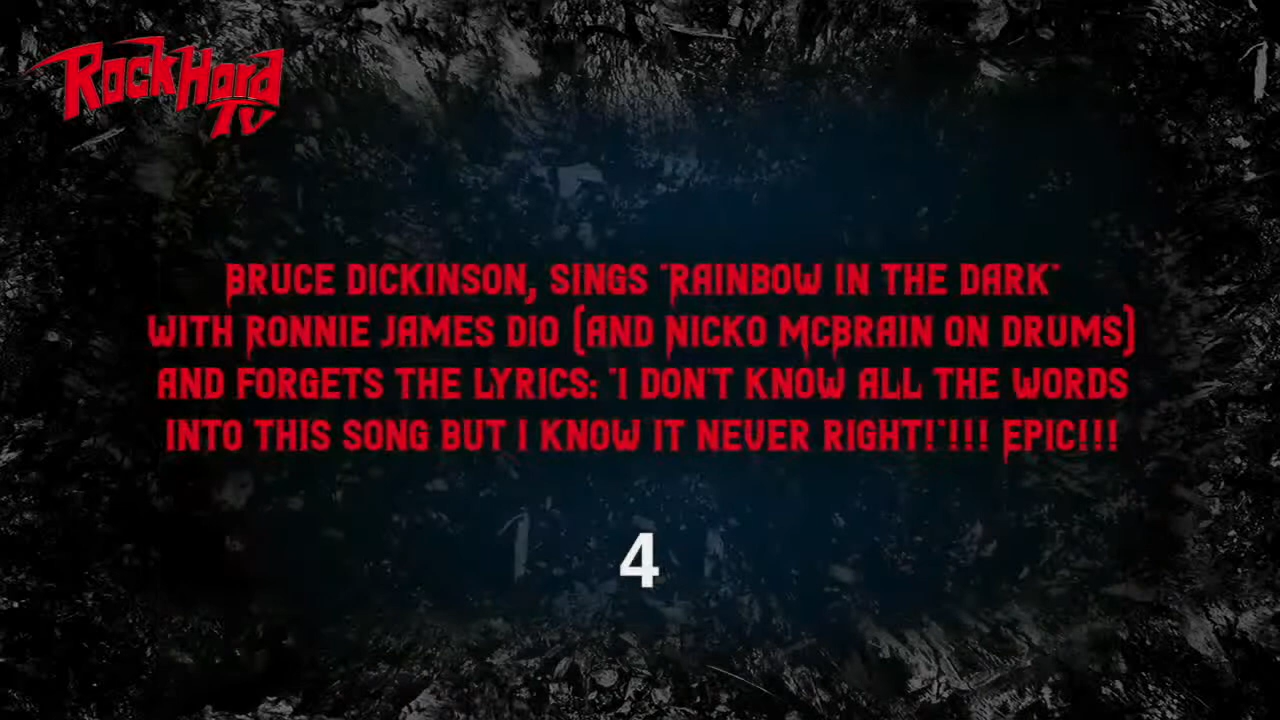 RockHard
TV
BRUCE DICKINSON, SINGS "RAINBOW IN THE DARK"
WITH RONNIE JAMES DIO (AND NICKO MCBRAIN ON DRUMS)
AND FORGETS THE LYRICS: "I DON'T KNOW ALL THE WORDS
INTO THIS SONG BUT I KNOW IT NEVER RIGHT!"!!! EPIC!!!
4